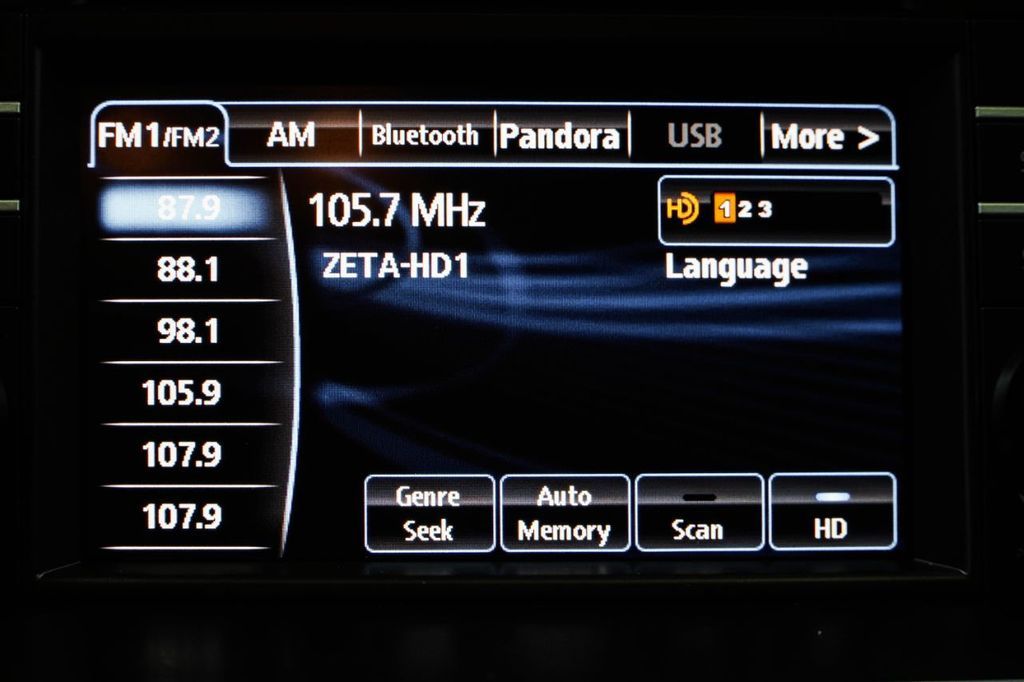 FM1/FM2 AM Bluetooth Pandora USB More >
87.9
88.1
98.1
105.9
107.9
107.9
105.7 MHz
ZETA-HD1
HD 1 2 3
Language
Genre
Seek
Auto
Memory
Scan
HD